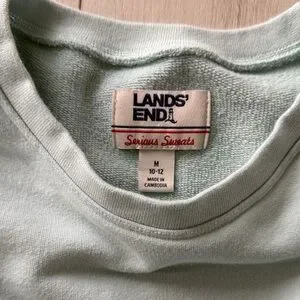 LANDS'
END
Serious Sweats
M
10-12
MADE IN
CAMBODIA